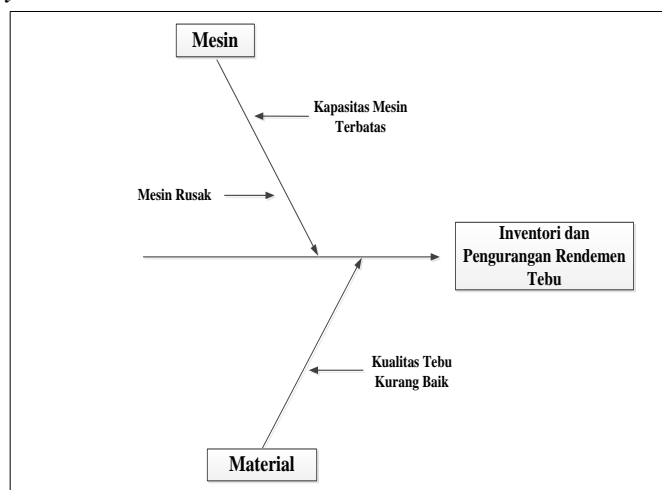 Mesin
Kapasitas Mesin
Terbatas
Mesin Rusak
Inventori dan
Pengurangan Rendemen
Tebu
Kualitas Tebu
Kurang Baik
Material